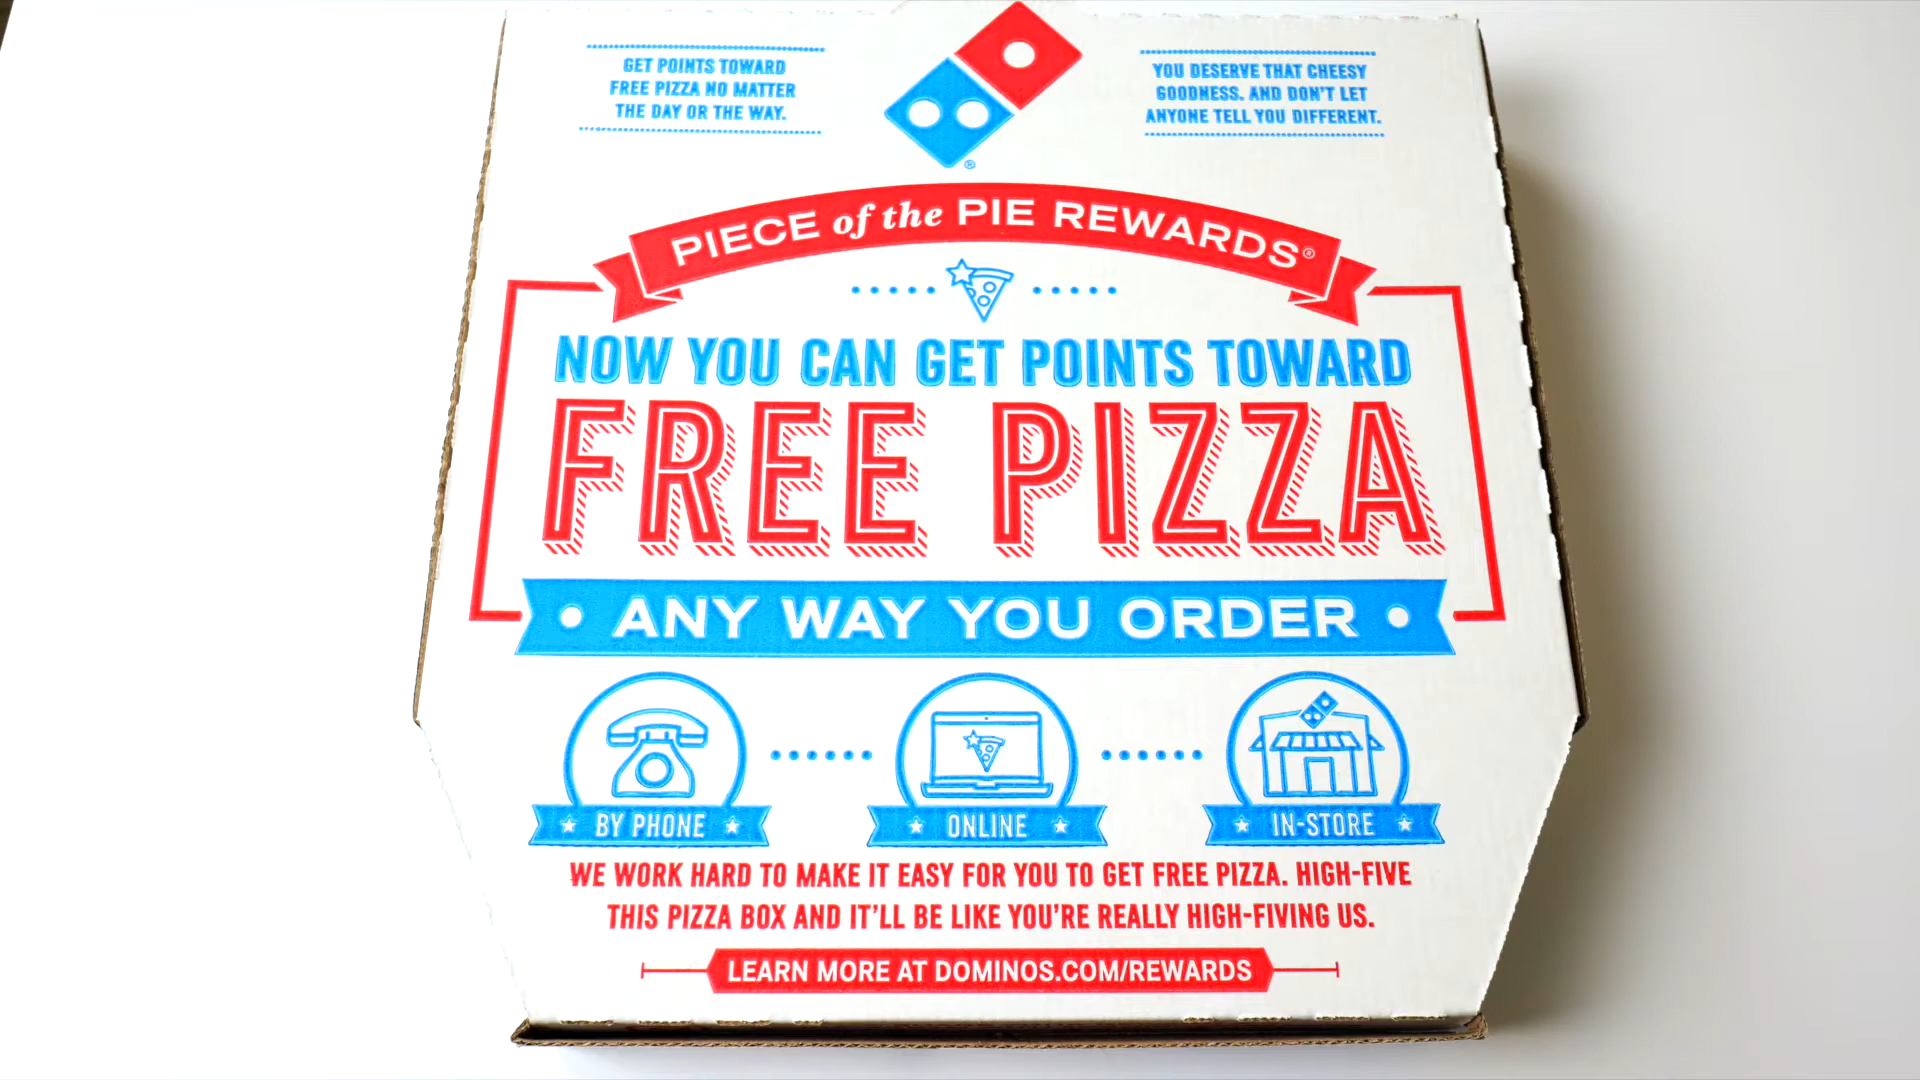 GET POINTS TOWARD
FREE PIZZA NO MATTER
THE DAY OR THE WAY.
YOU DESERVE THAT CHEESY
GOODNESS. AND DON'T LET
ANYONE TELL YOU DIFFERENT.
®
PIECE of the PIE REWARDS®
NOW YOU CAN GET POINTS TOWARD
FREE PIZZA
ANY WAY YOU ORDER
BY PHONE
ONLINE
IN-STORE
WE WORK HARD TO MAKE IT EASY FOR YOU TO GET FREE PIZZA. HIGH-FIVE
THIS PIZZA BOX AND IT'LL BE LIKE YOU'RE REALLY HIGH-FIVING US.
LEARN MORE AT DOMINOS.COM/REWARDS